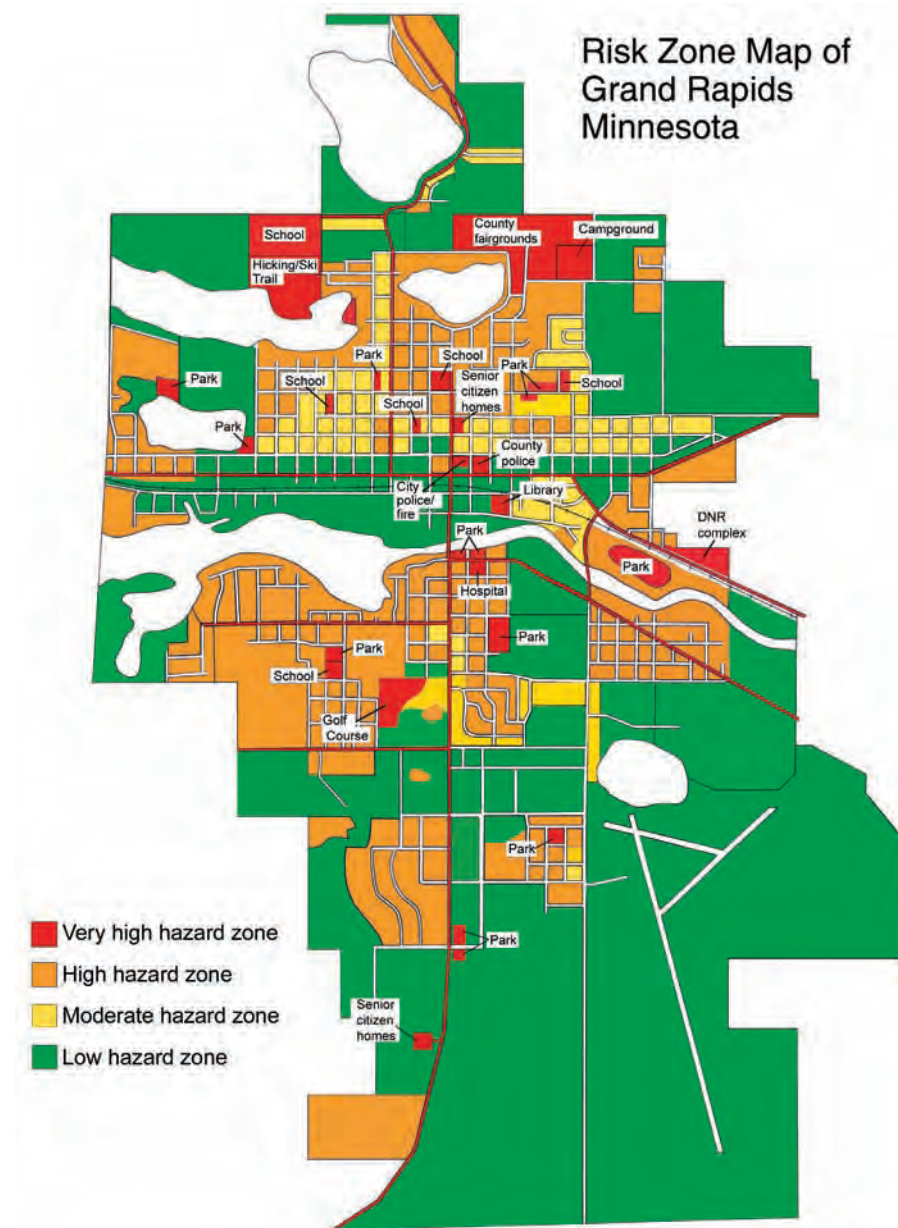 Risk Zone Map of
Grand Rapids
Minnesota
School
County
fairgrounds
Campground
Hicking/Ski
Trail
Park
School
Park
School
Park
School
Senior
citizen
homes
School
Park
County
police
City
police/
fire
Library
DNR
complex
Park
Park
Hospital
Park
Park
School
Golf
Course
Park
Park
Senior
citizen
homes
Very high hazard zone
High hazard zone
Moderate hazard zone
Low hazard zone